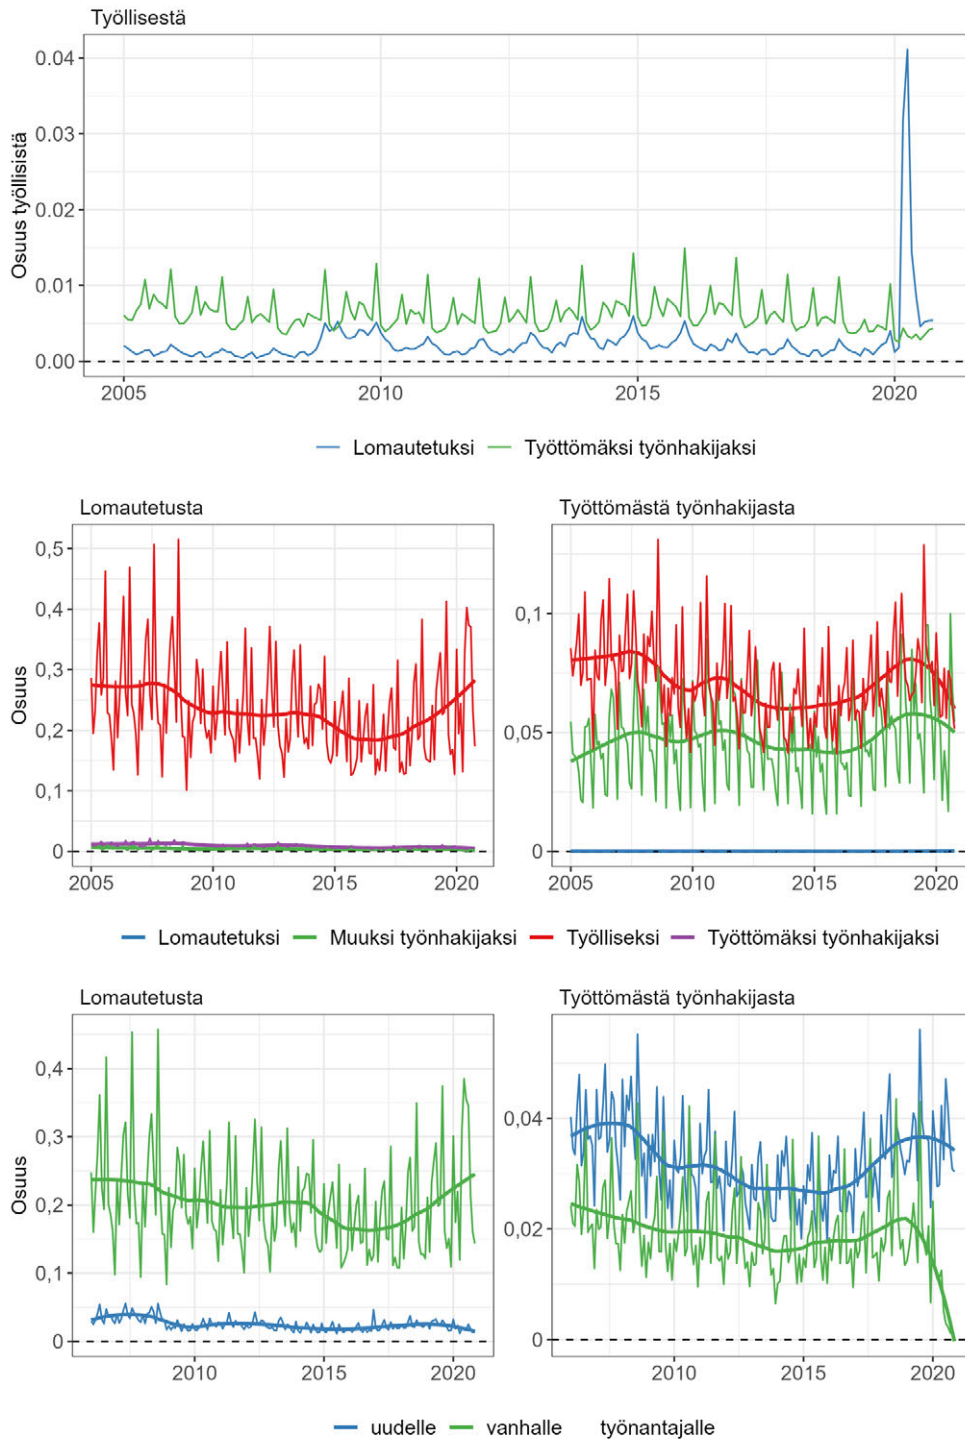 Työllisestä
Osuus työllisistä
0.04
0.03
0.02
0.01
0.00
2005 2010 2015 2020
Lomautetuksi Työttömäksi työnhakijaksi
Lomautetusta
Osuus
0,5
0,4
0,3
0,2
0,1
0
2005 2010 2015 2020
Työttömästä työnhakijasta
0,1
0,05
0
2005 2010 2015 2020
Lomautetuksi Muuksi työnhakijaksi Työlliseksi Työttömäksi työnhakijaksi
Lomautetusta
Osuus
0,4
0,3
0,2
0,1
0
2010 2015 2020
Työttömästä työnhakijasta
0,04
0,02
0
2010 2015 2020
uudelle vanhalle työnantajalle